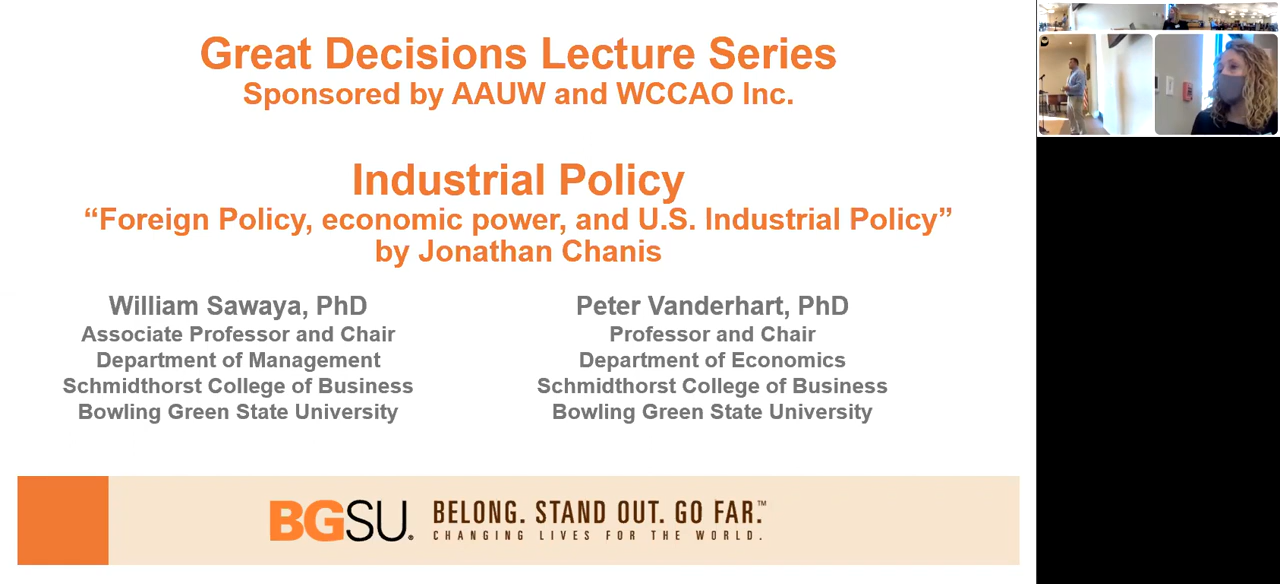 Great Decisions Lecture Series
Sponsored by AAUW and WCCAO Inc.
Industrial Policy
“Foreign Policy, economic power, and U.S. Industrial Policy”
by Jonathan Chanis
William Sawaya, PhD
Associate Professor and Chair
Department of Management
Schmidthorst College of Business
Bowling Green State University
Peter Vanderhart, PhD
Professor and Chair
Department of Economics
Schmidthorst College of Business
Bowling Green State University
BGSU®
BELONG. STAND OUT. GO FAR.™
CHANGING LIVES FOR THE WORLD.